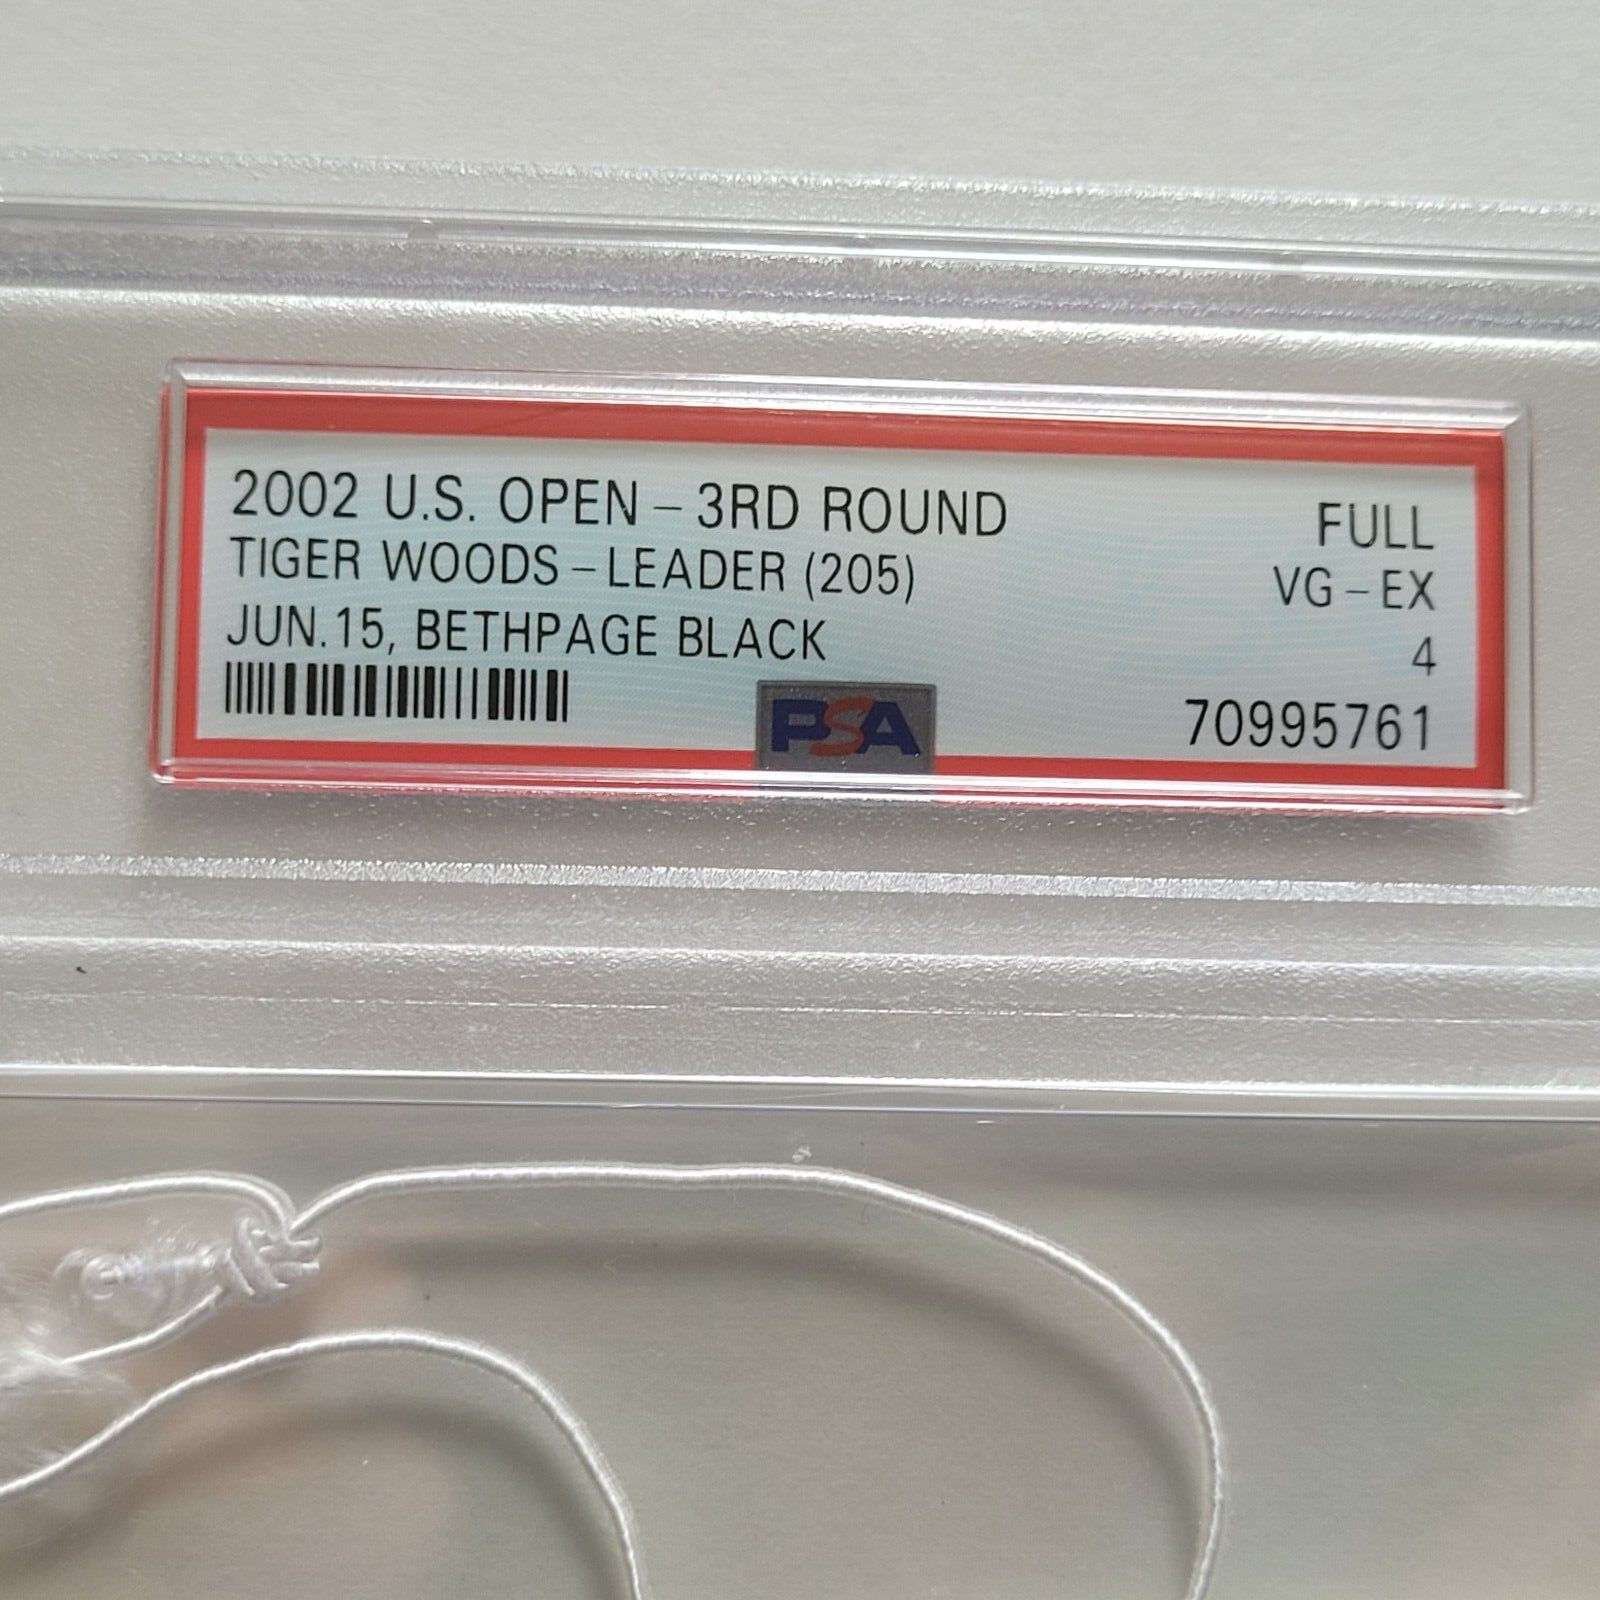 2002 U.S. OPEN – 3RD ROUND
TIGER WOODS – LEADER (205)
JUN.15, BETHPAGE BLACK
FULL
VG – EX
4
70995761
PSA